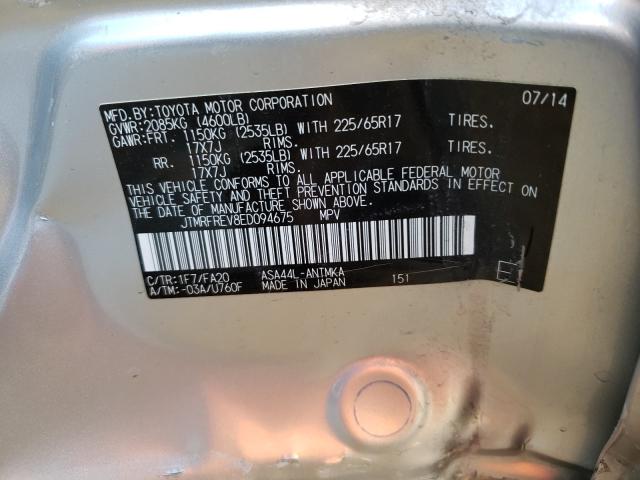 MFD.BY:TOYOTA MOTOR CORPORATION 07/14
GVWR:2085KG (4600LB)
GAWR:FRT. 1150KG (2535LB) WITH 225/65R17 TIRES.
17X7J RIMS.
RR. 1150KG (2535LB) WITH 225/65R17 TIRES.
17X7J RIMS.
THIS VEHICLE CONFORMS TO ALL APPLICABLE FEDERAL MOTOR
VEHICLE SAFETY AND THEFT PREVENTION STANDARDS IN EFFECT ON
THE DATE OF MANUFACTURE SHOWN ABOVE.
JTMRFREV8ED094675 MPV
C/TR:1F7/FA20 ASA44L-ANTMKA
A/TM:-03A/U760F MADE IN JAPAN 151